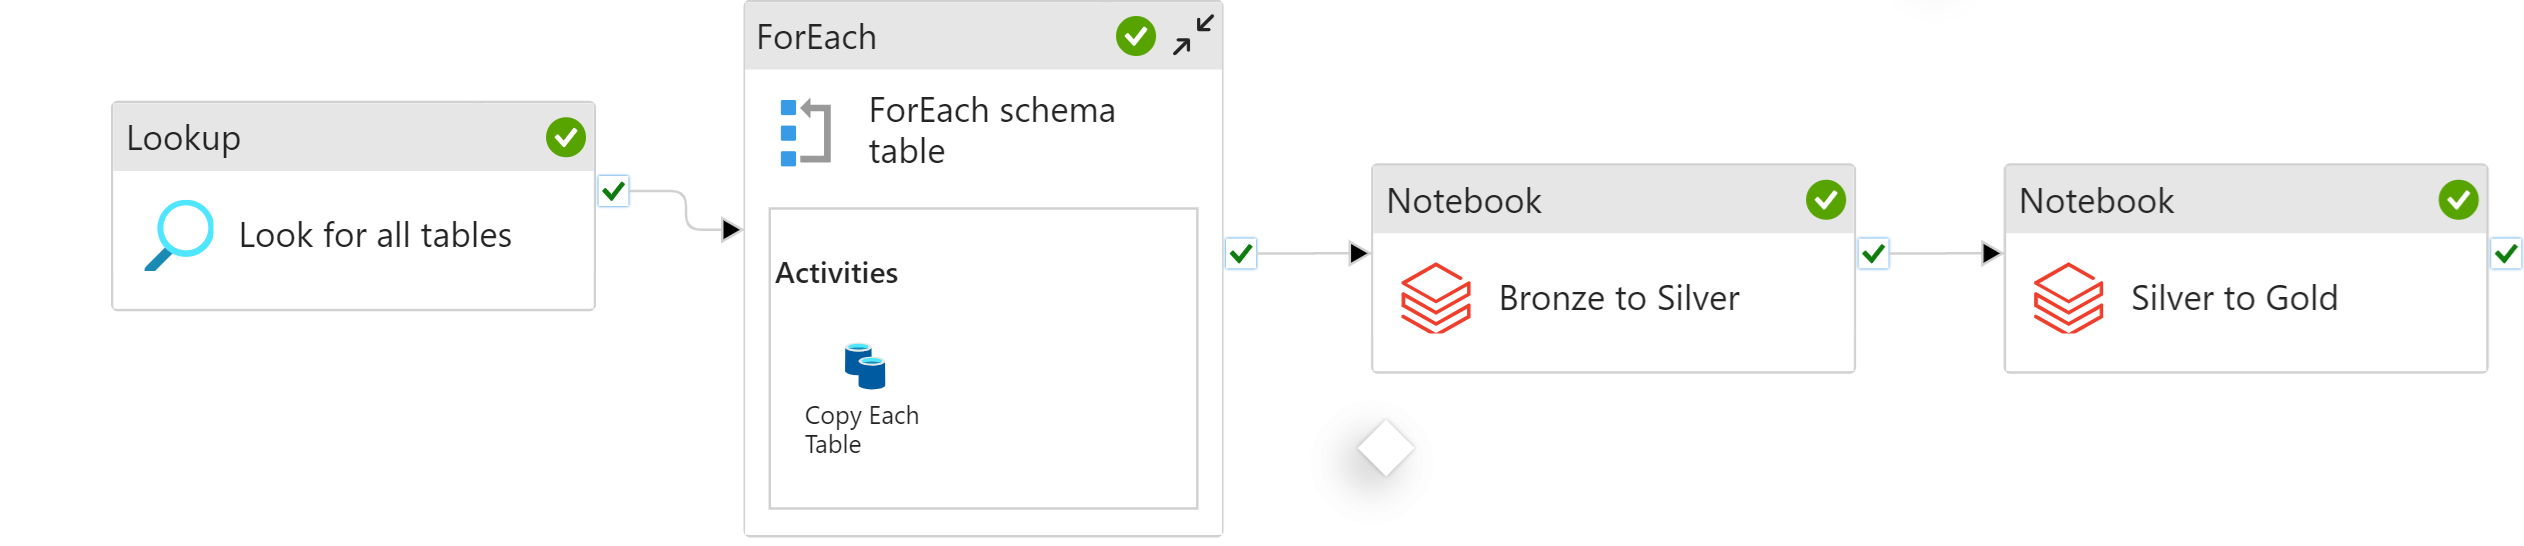 Lookup
Look for all tables
ForEach
ForEach schema
table
Activities
Copy Each
Table
Notebook
Bronze to Silver
Notebook
Silver to Gold